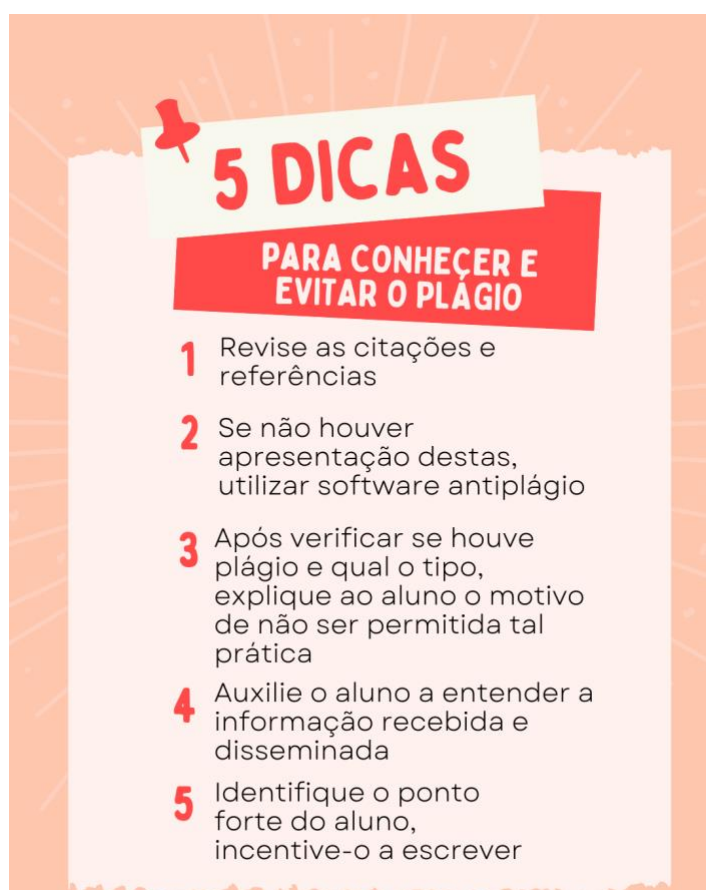 5 DICAS
PARA CONHEÇER E
EVITAR O PLÁGIO
1 Revise as citações e
referências
2 Se não houver
apresentação destas,
utilizar software antiplágio
3 Após verificar se houve
plágio e qual o tipo,
explique ao aluno o motivo
de não ser permitida tal
prática
4 Auxilie o aluno a entender a
informação recebida e
disseminada
5 Identifique o ponto
forte do aluno,
incentive-o a escrever